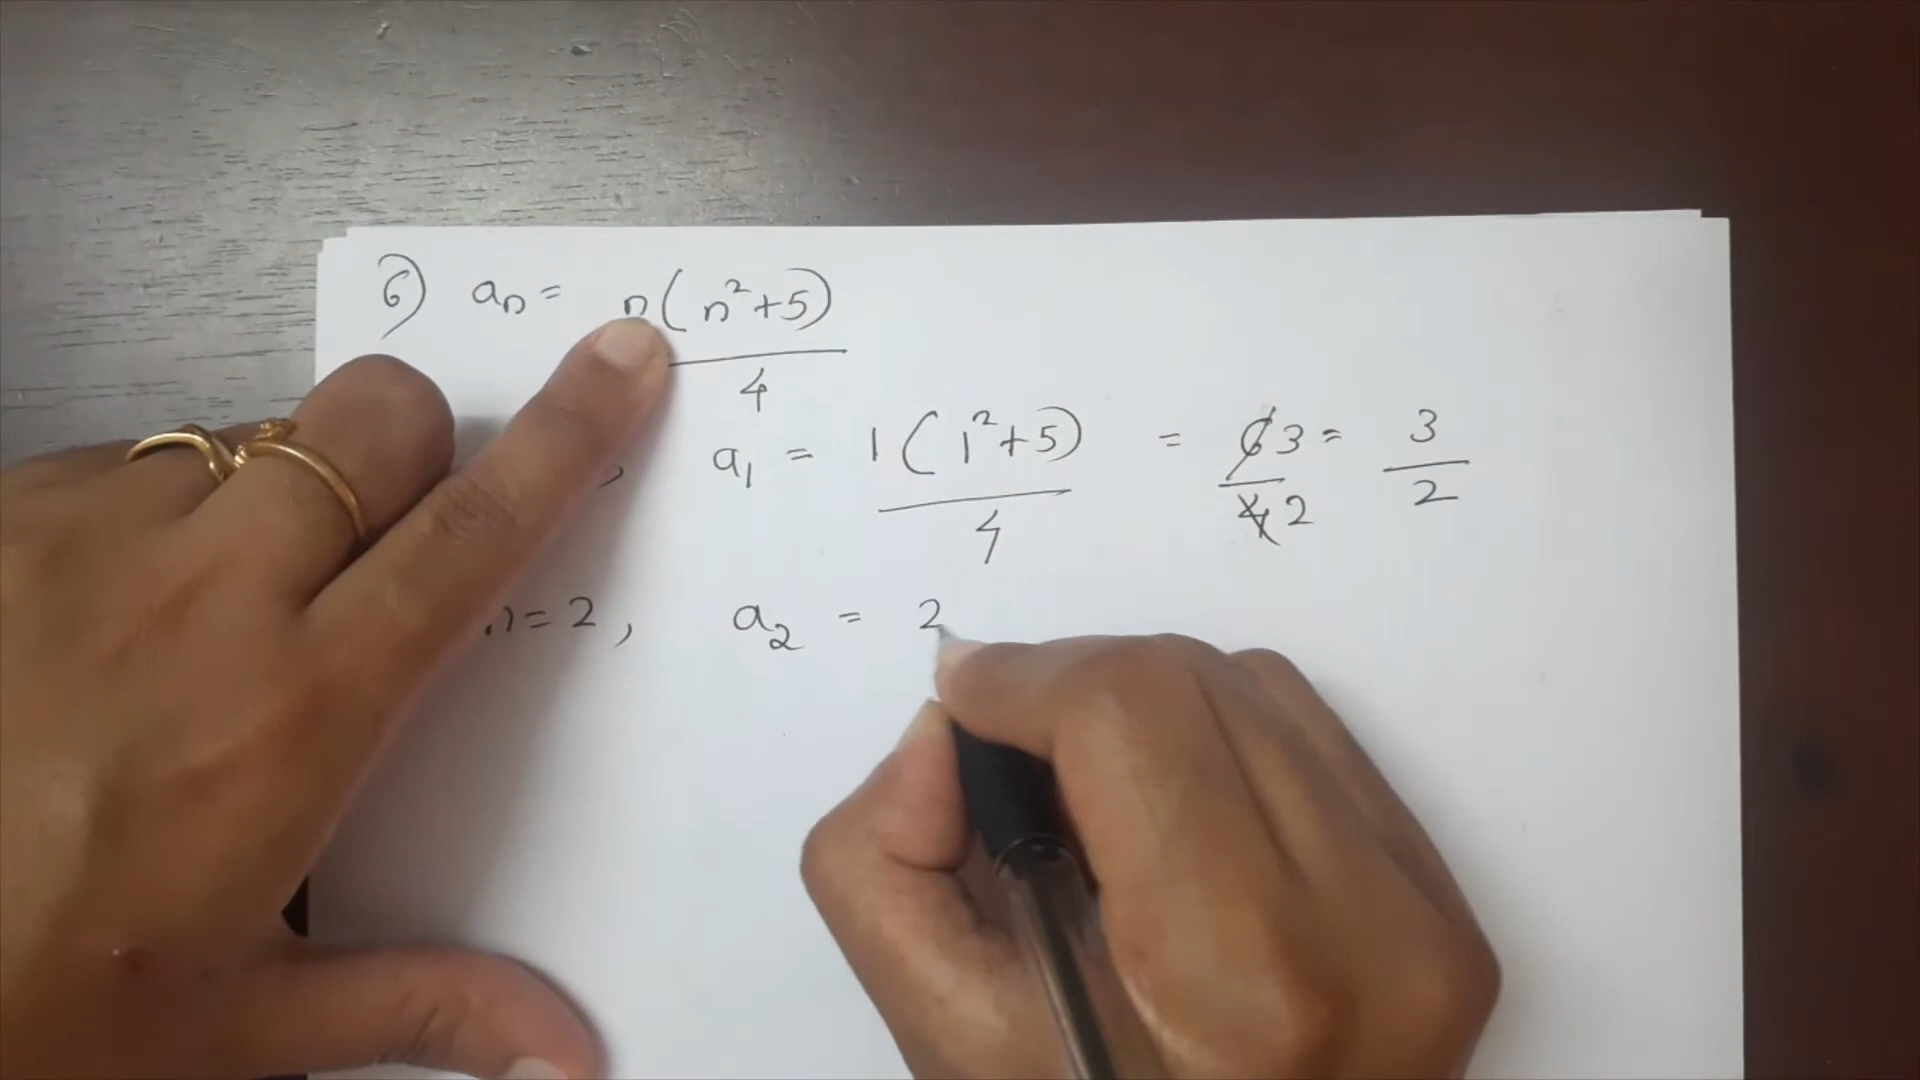 6) aₙ = n(n²+5)/4
, a₁ = 1(1²+5)/4 = 6̸3/4̸2 = 3/2
n=2, a₂ = 2